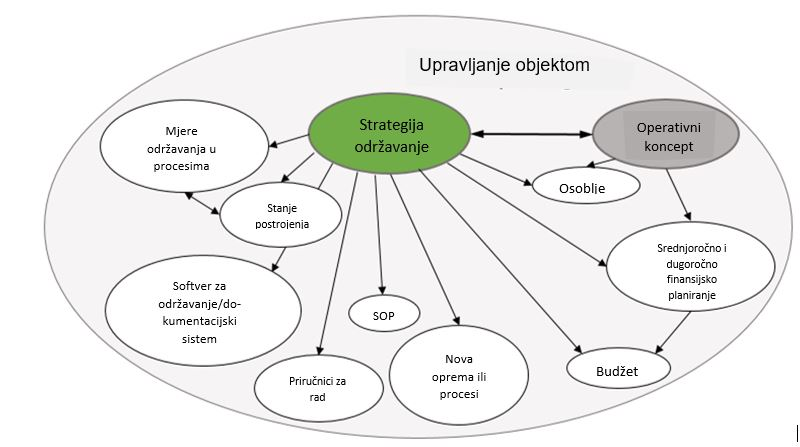 Upravljanje objektom
Strategija
održavanje
Operativni
koncept
Mjere
održavanja u
procesima
Osoblje
Stanje
postrojenja
Srednjoročno i
dugoročno
finansijsko
planiranje
Softver za
održavanje/do-
kumentacijski
sistem
SOP
Nova
oprema ili
procesi
Budžet
Priručnici za
rad